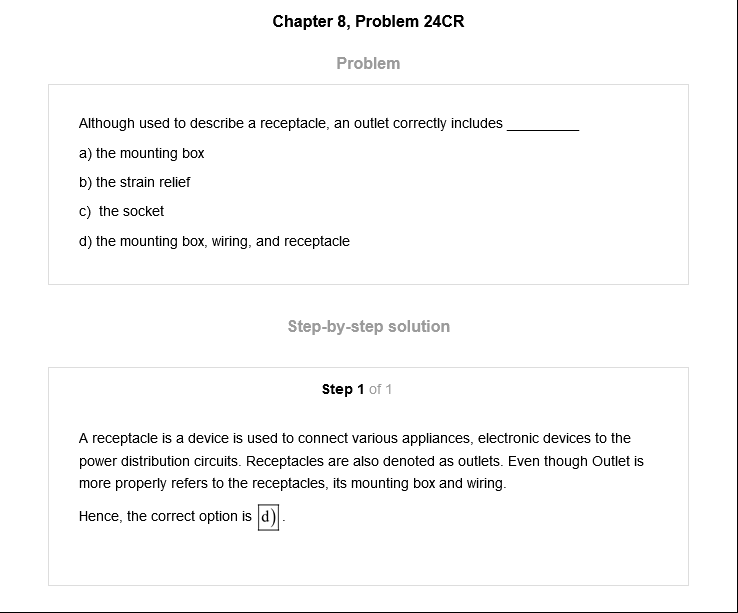 Chapter 8, Problem 24CR
Problem
Although used to describe a receptacle, an outlet correctly includes __________
a) the mounting box
b) the strain relief
c) the socket
d) the mounting box, wiring, and receptacle
Step-by-step solution
Step 1 of 1
A receptacle is a device is used to connect various appliances, electronic devices to the
power distribution circuits. Receptacles are also denoted as outlets. Even though Outlet is
more properly refers to the receptacles, its mounting box and wiring.
Hence, the correct option is d).